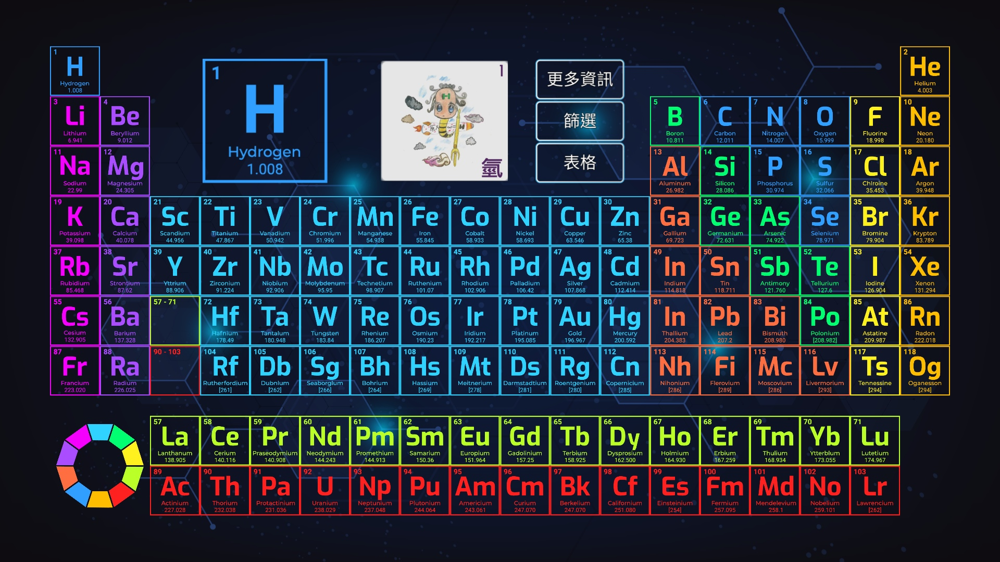 1
H
Hydrogen
1.008
2
He
Helium
4.003
1
H
Hydrogen
1.008
1
H
原人
H
氫
更多資訊
篩選
表格
3
Li
Lithium
6.941
4
Be
Beryllium
9.012
5
B
Boron
10.811
6
C
Carbon
12.011
7
N
Nitrogen
14.007
8
O
Oxygen
15.999
9
F
Fluorine
18.998
10
Ne
Neon
20.180
11
Na
Sodium
22.99
12
Mg
Magnesium
24.305
13
Al
Aluminum
26.982
14
Si
Silicon
28.086
15
P
Phosphorus
30.974
16
S
Sulfur
32.066
17
Cl
Chlroine
35.453
18
Ar
Argon
39.948
19
K
Potassium
39.098
20
Ca
Calcium
40.078
21
Sc
Scandium
44.956
22
Ti
Titanium
47.867
23
V
Vanadium
50.942
24
Cr
Chromium
51.996
25
Mn
Manganese
54.938
26
Fe
Iron
55.845
27
Co
Cobalt
58.933
28
Ni
Nickel
58.693
29
Cu
Copper
63.546
30
Zn
Zinc
65.38
31
Ga
Gallium
69.723
32
Ge
Germanium
72.631
33
As
Arsenic
74.922
34
Se
Selenium
78.971
35
Br
Bromine
79.904
36
Kr
Krypton
83.789
37
Rb
Rubidium
85.468
38
Sr
Strontium
87.62
39
Y
Yttrium
88.906
40
Zr
Zirconium
91.224
41
Nb
Niobium
92.906
42
Mo
Molybdenum
95.95
43
Tc
Technetium
98.907
44
Ru
Ruthenium
101.07
45
Rh
Rhodium
102.906
46
Pd
Palladium
106.42
47
Ag
Silver
107.868
48
Cd
Cadmium
112.414
49
In
Indium
114.818
50
Sn
Tin
118.711
51
Sb
Antimony
121.760
52
Te
Tellurium
127.6
53
I
Iodine
126.904
54
Xe
Xenon
131.294
55
Cs
Cesium
132.905
56
Ba
Barium
137.328
57 - 71
72
Hf
Hafnium
178.49
73
Ta
Tantalum
180.948
74
W
Tungsten
183.84
75
Re
Rhenium
186.207
76
Os
Osmium
190.23
77
Ir
Iridium
192.217
78
Pt
Platinum
195.085
79
Au
Gold
196.967
80
Hg
Mercury
200.592
81
In
Thallium
204.383
82
Pb
Lead
207.2
83
Bi
Bismuth
208.980
84
Po
Polonium
[208.982]
85
At
Astatine
209.987
86
Rn
Radon
222.018
87
Fr
Francium
223.020
88
Ra
Radium
226.025
90 - 103
104
Rf
Rutherfordium
[261]
105
Db
Dubnlum
[262]
106
Sg
Seaborglum
[266]
107
Bh
Bohrium
[264]
108
Hs
Hassium
[269]
109
Mt
Meitnerium
[278]
110
Ds
Darmstadtium
[281]
111
Rg
Roentgenium
[280]
112
Cn
Copernicium
[285]
113
Nh
Nihonium
[286]
114
Fi
Flerovium
[289]
115
Mc
Moscovium
[286]
116
Lv
Livermorium
[293]
117
Ts
Tennessine
[294]
118
Og
Oganesson
[294]
57
La
Lanthanum
138.905
58
Ce
Cerium
140.116
59
Pr
Praseodymium
140.908
60
Nd
Neodymium
144.243
61
Pm
Promethium
144.913
62
Sm
Samarium
150.36
63
Eu
Europium
151.964
64
Gd
Gadolinium
157.25
65
Tb
Terbium
158.925
66
Dy
Dysprosium
162.500
67
Ho
Holmium
164.930
68
Er
Erbium
167.259
69
Tm
Thulium
168.934
70
Yb
Ytterblum
173.055
71
Lu
Lutetium
174.967
89
Ac
Actinium
227.028
90
Th
Thorium
232.038
91
Pa
Protactinium
231.036
92
U
Uranium
238.029
93
Np
Neptunium
237.048
94
Pu
Plutonium
244.064
95
Am
Americium
243.061
96
Cm
Curium
247.070
97
Bk
Berkelium
247.070
98
Cf
Californium
251.080
99
Es
Einsteinium
[254]
100
Fm
Fermium
257.095
101
Md
Mendelevium
258.1
102
No
Nobelium
259.101
103
Lr
Lawrencium
[262]